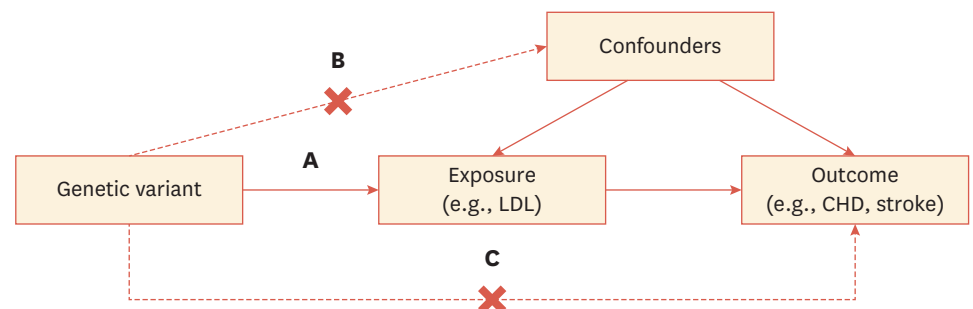 Confounders
B
A
Genetic variant
Exposure
(e.g., LDL)
Outcome
(e.g., CHD, stroke)
C